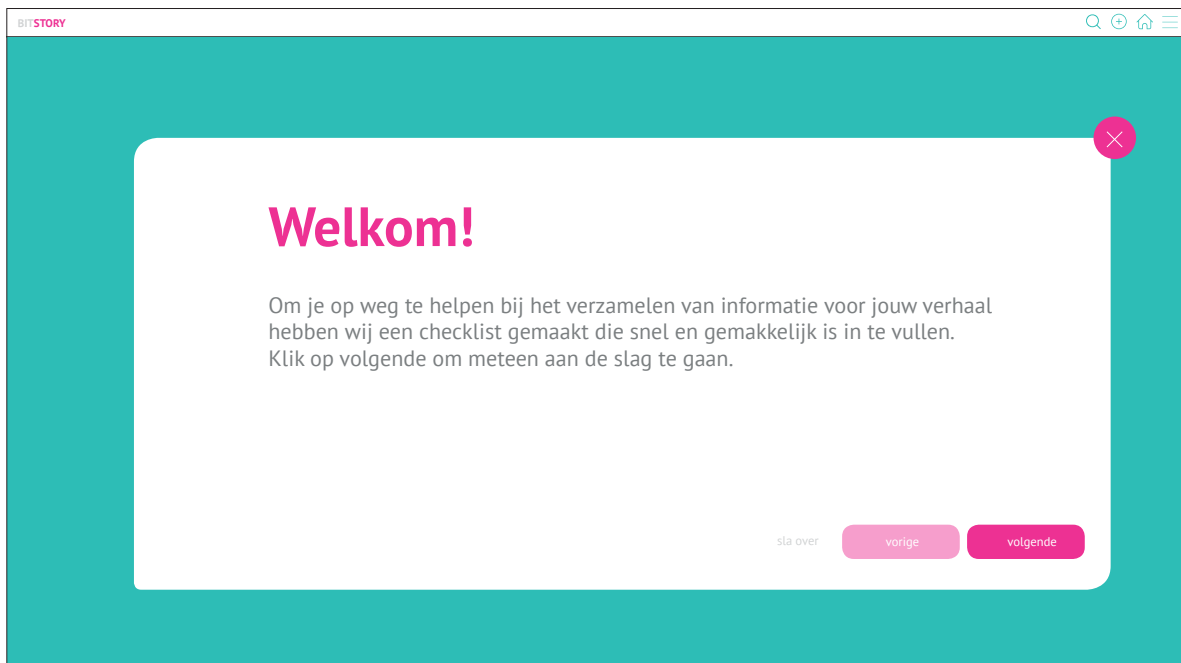 BITSTORY
Welkom!
Om je op weg te helpen bij het verzamelen van informatie voor jouw verhaal
hebben wij een checklist gemaakt die snel en gemakkelijk is in te vullen.
Klik op volgende om meteen aan de slag te gaan.
sla over vorige volgende